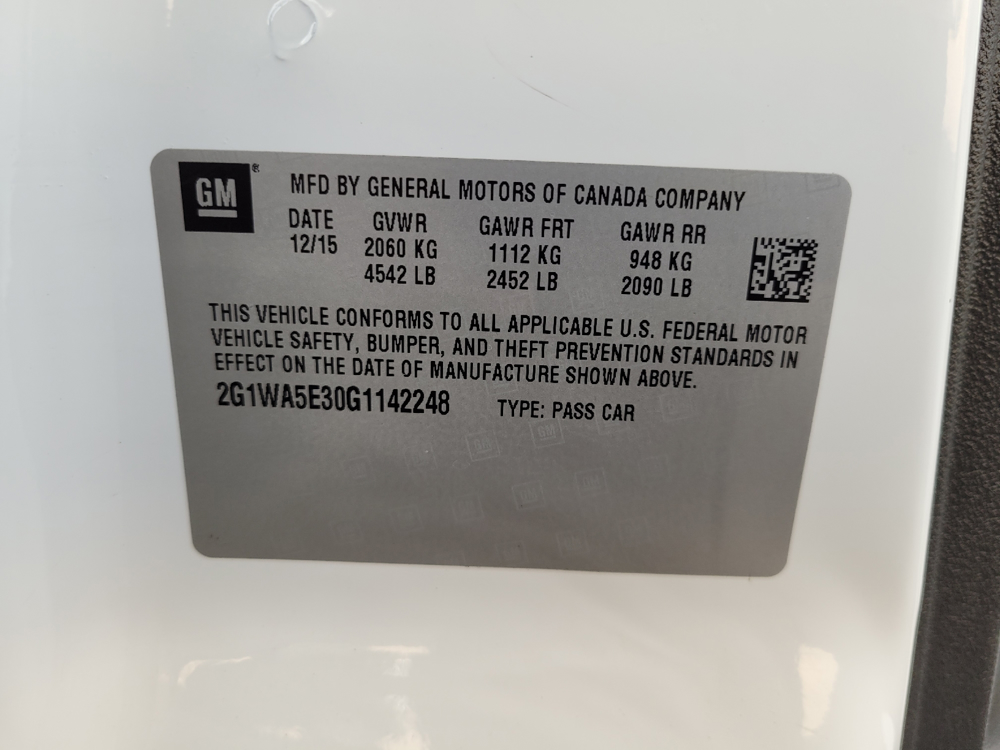 GM®
MFD BY GENERAL MOTORS OF CANADA COMPANY
DATE GVWR GAWR FRT GAWR RR
12/15 2060 KG 1112 KG 948 KG
4542 LB 2452 LB 2090 LB
THIS VEHICLE CONFORMS TO ALL APPLICABLE U.S. FEDERAL MOTOR
VEHICLE SAFETY, BUMPER, AND THEFT PREVENTION STANDARDS IN
EFFECT ON THE DATE OF MANUFACTURE SHOWN ABOVE.
2G1WA5E30G1142248 TYPE: PASS CAR